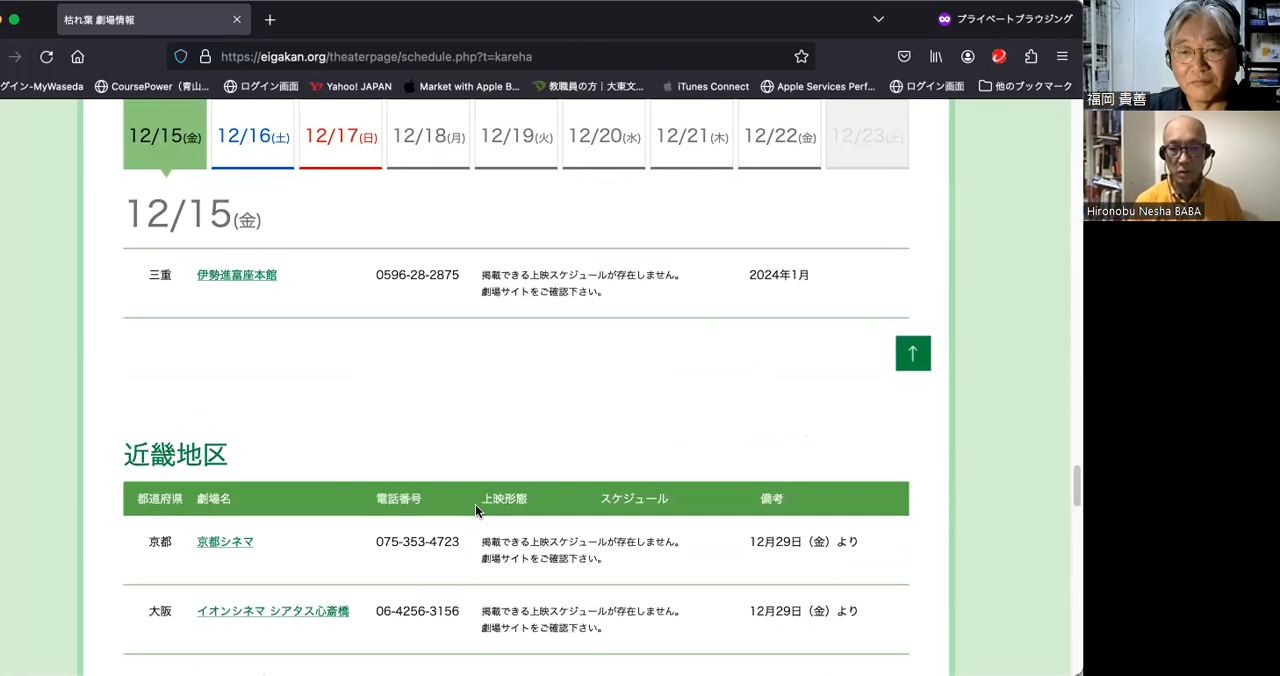 枯れ葉 劇場情報
プライベートブラウジング
https://eigakan.org/theaterpage/schedule.php?t=kareha
グイン-MyWaseda
CoursePower（青山...
ログイン画面
Yahoo! JAPAN
Market with Apple B...
教職員の方｜大東文...
iTunes Connect
Apple Services Perf...
ログイン画面
他のブックマーク
12/15(金) 12/16(土) 12/17(日) 12/18(月) 12/19(火) 12/20(水) 12/21(木) 12/22(金) 12/23(土)
12/15(金)
三重 伊勢進富座本館 0596-28-2875 掲載できる上映スケジュールが存在しません。 2024年1月
劇場サイトをご確認下さい。
近畿地区
都道府県 劇場名 電話番号 上映形態 スケジュール 備考
京都 京都シネマ 075-353-4723 掲載できる上映スケジュールが存在しません。 12月29日（金）より
劇場サイトをご確認下さい。
大阪 イオンシネマ シアタス心斎橋 06-4256-3156 掲載できる上映スケジュールが存在しません。 12月29日（金）より
劇場サイトをご確認下さい。
福岡 貴善
Hironobu Nesha BABA